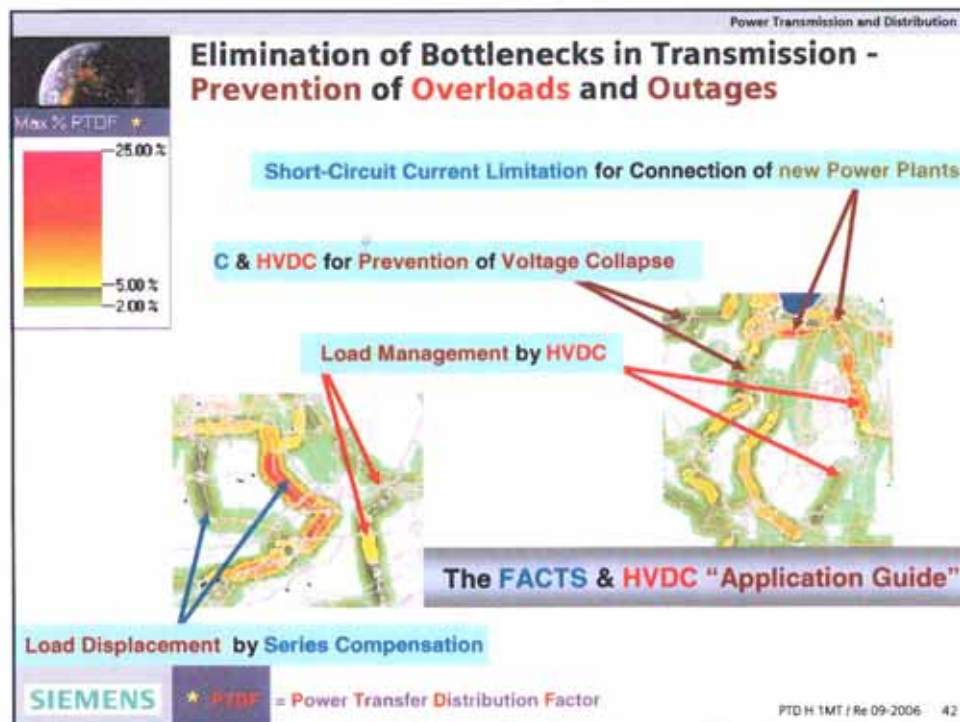 Power Transmission and Distribution
Elimination of Bottlenecks in Transmission -
Prevention of Overloads and Outages
Max % PTDF *
25.00 %
5.00 %
2.00 %
Short-Circuit Current Limitation for Connection of new Power Plants
C & HVDC for Prevention of Voltage Collapse
Load Management by HVDC
The FACTS & HVDC "Application Guide"
Load Displacement by Series Compensation
SIEMENS
* PTDF = Power Transfer Distribution Factor
PTD H 1MT / Re 09-2006 42